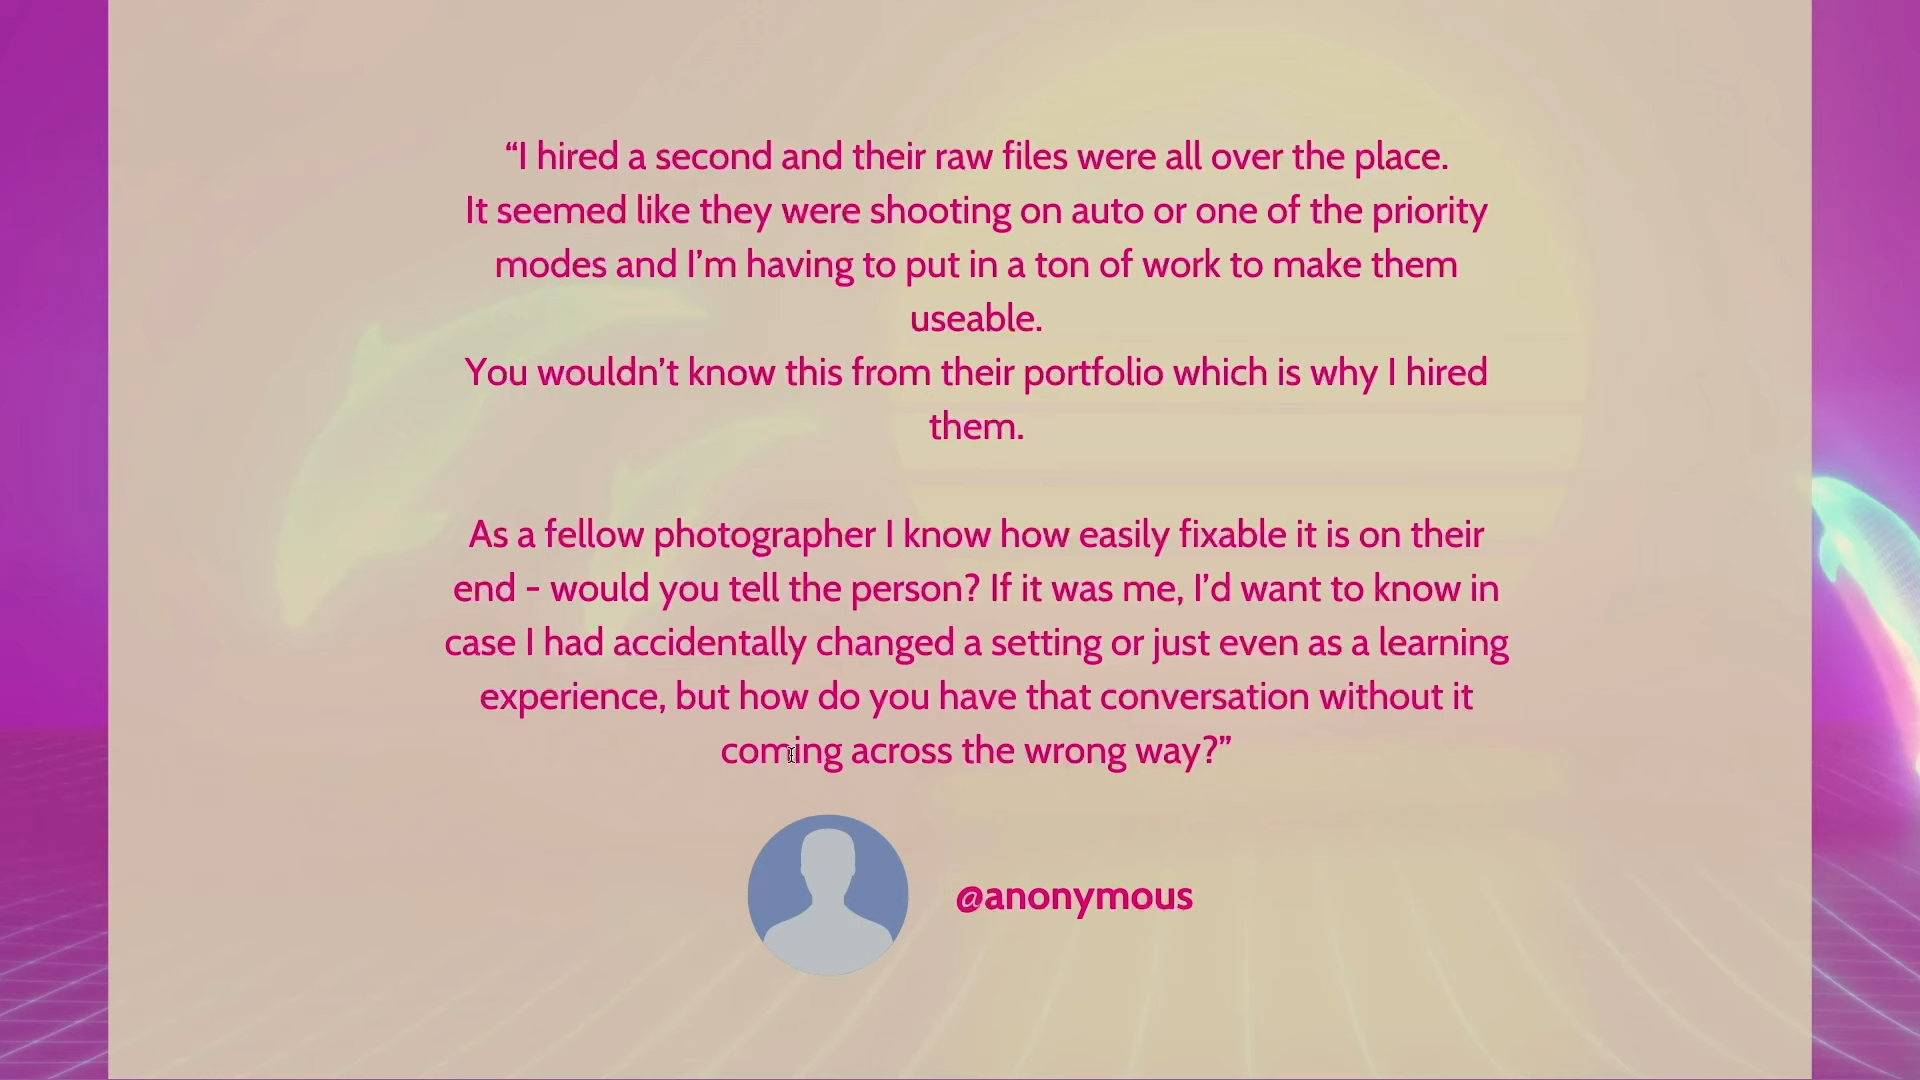 “I hired a second and their raw files were all over the place.
It seemed like they were shooting on auto or one of the priority
modes and I’m having to put in a ton of work to make them
useable.
You wouldn’t know this from their portfolio which is why I hired
them.
As a fellow photographer I know how easily fixable it is on their
end - would you tell the person? If it was me, I’d want to know in
case I had accidentally changed a setting or just even as a learning
experience, but how do you have that conversation without it
coming across the wrong way?”
@anonymous